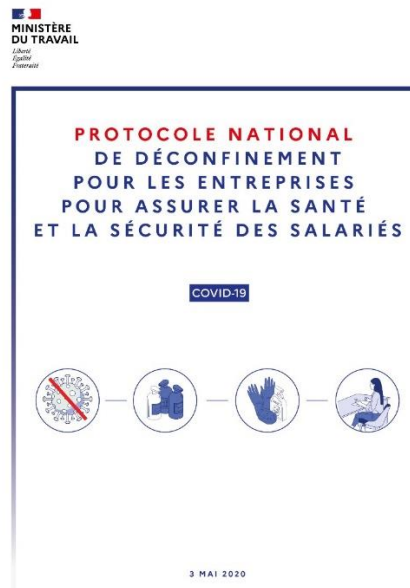 MINISTÈRE
DU TRAVAIL
Liberté
Égalité
Fraternité
PROTOCOLE NATIONAL
DE DÉCONFINEMENT
POUR LES ENTREPRISES
POUR ASSURER LA SANTÉ
ET LA SÉCURITÉ DES SALARIÉS
COVID-19
3 MAI 2020